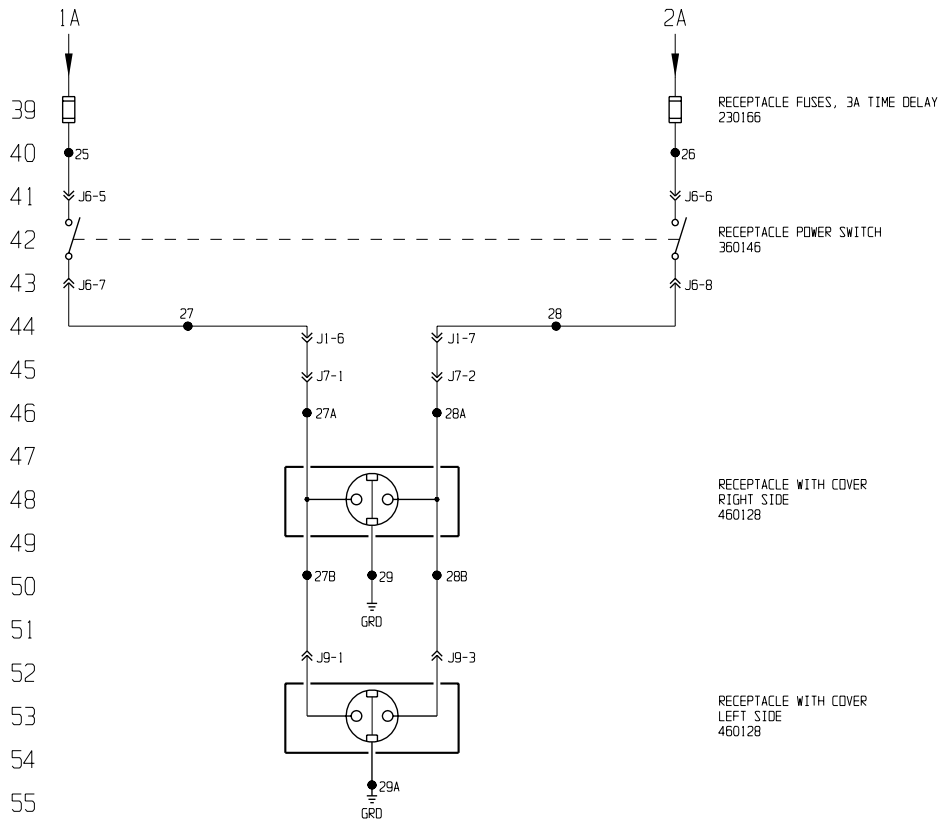 1A
2A
39
RECEPTACLE FUSES, 3A TIME DELAY
230166
40
25
26
41
J6-5
J6-6
42
RECEPTACLE POWER SWITCH
360146
43
J6-7
J6-8
27
28
44
J1-6
J1-7
45
J7-1
J7-2
46
27A
28A
47
48
RECEPTACLE WITH COVER
RIGHT SIDE
460128
49
50
27B
29
28B
GRD
51
J9-1
J9-3
52
53
RECEPTACLE WITH COVER
LEFT SIDE
460128
54
29A
55
GRD